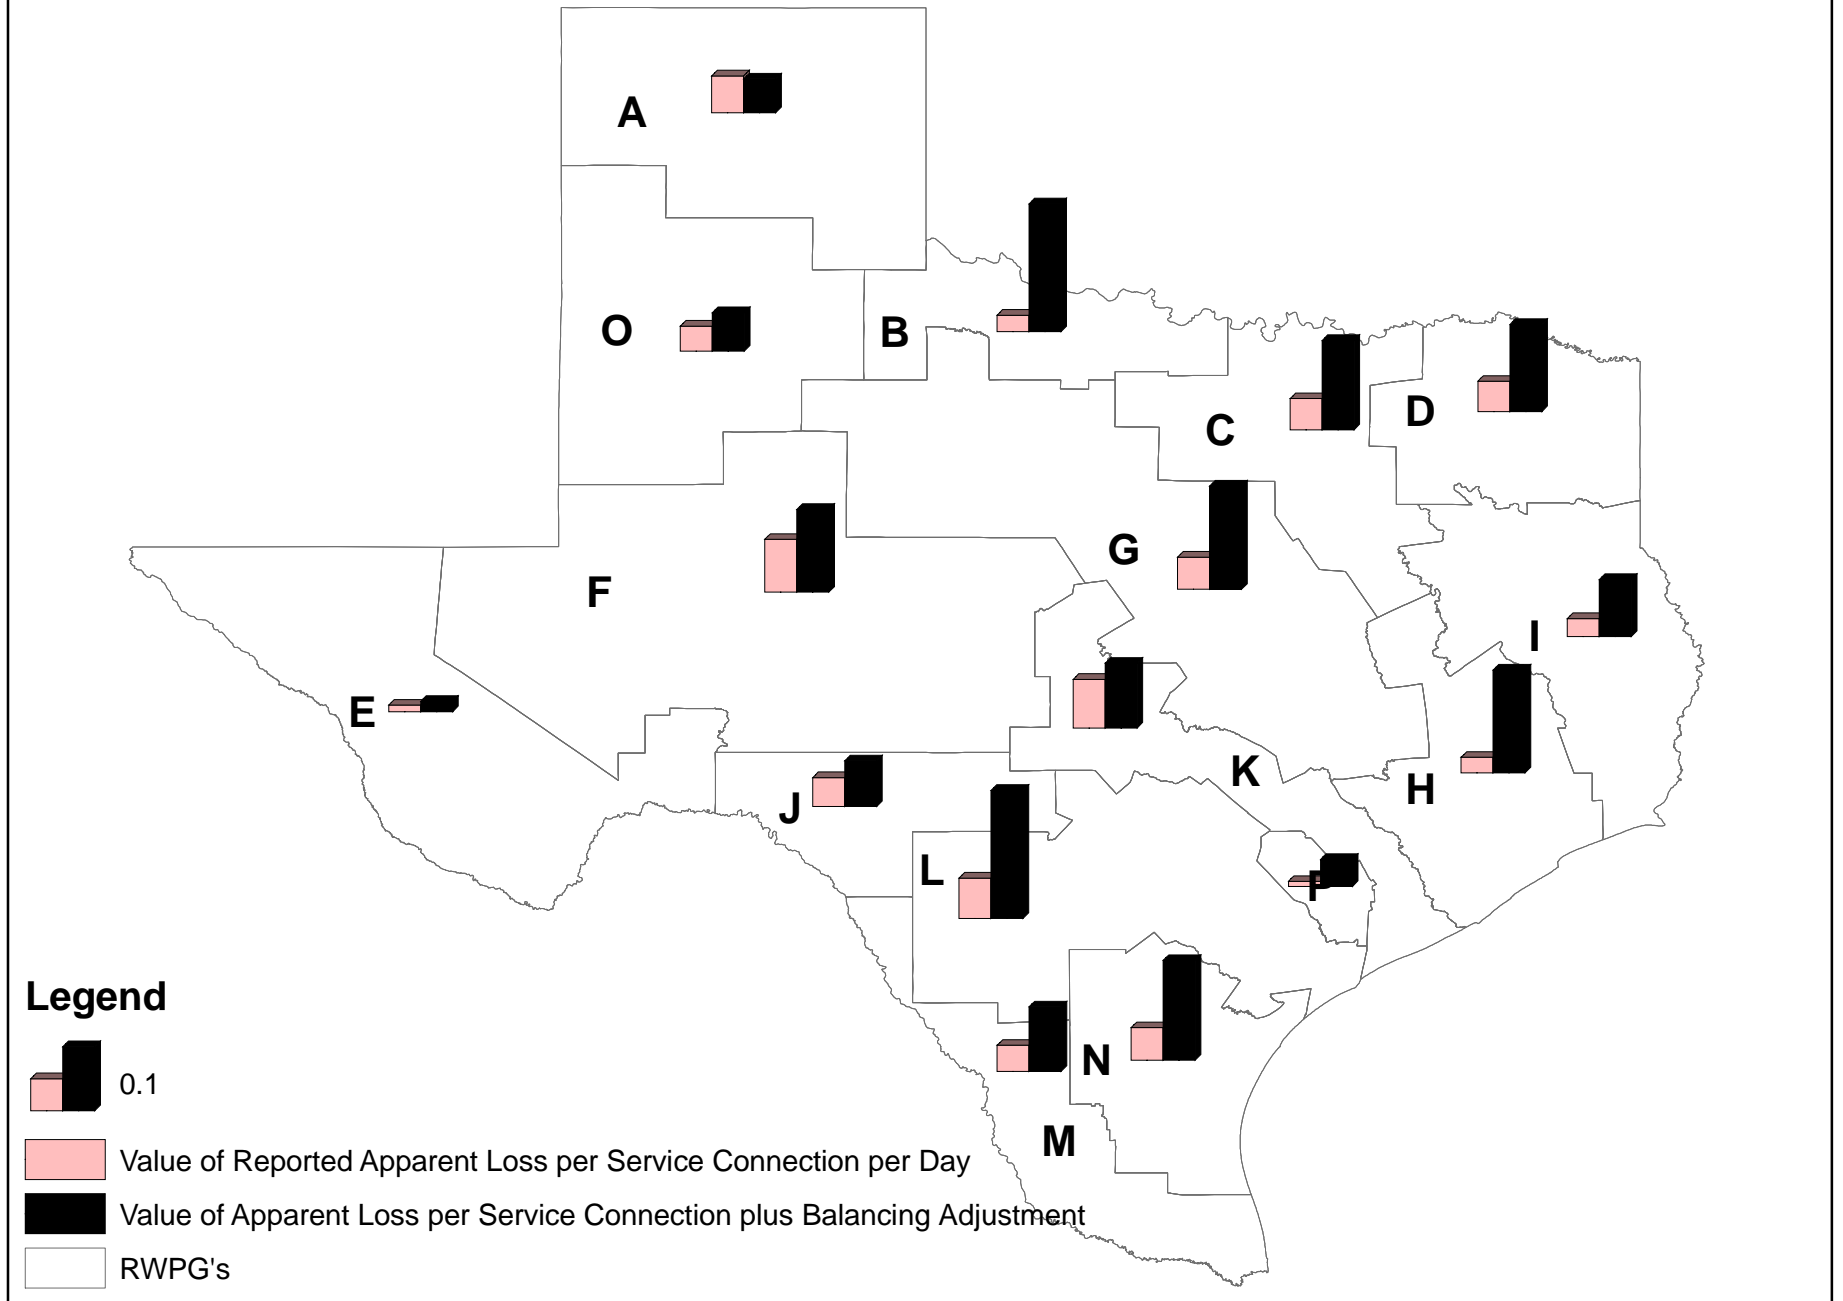 A
O
B
C
D
G
F
I
E
K
H
J
L
P
N
M
Legend
0.1
Value of Reported Apparent Loss per Service Connection per Day
Value of Apparent Loss per Service Connection plus Balancing Adjustment
RWPG's